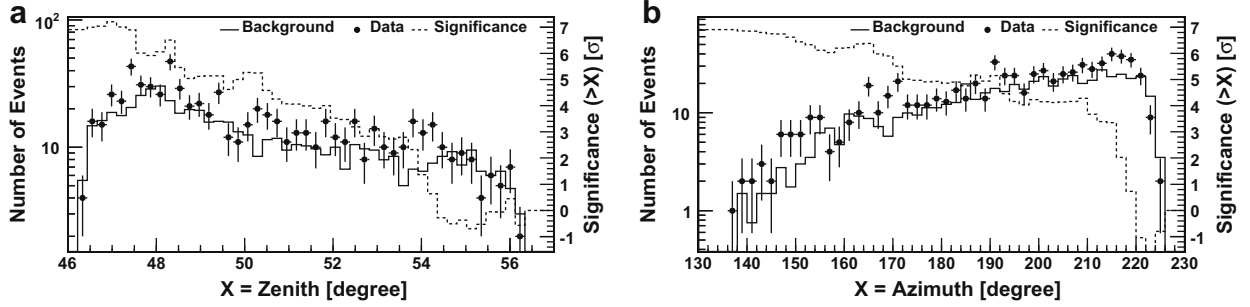 a
Background Data Significance
Number of Events
10²
10
Significance (>X) [σ]
7
6
5
4
3
2
1
0
-1
46 48 50 52 54 56
X = Zenith [degree]
b
Background Data Significance
Number of Events
10
1
Significance (>X) [σ]
7
6
5
4
3
2
1
0
-1
130 140 150 160 170 180 190 200 210 220 230
X = Azimuth [degree]